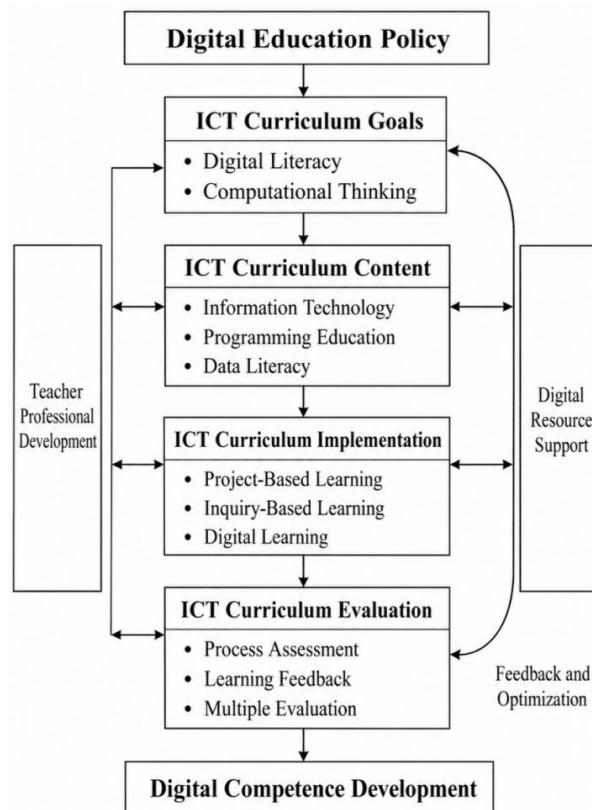 Digital Education Policy
ICT Curriculum Goals
• Digital Literacy
• Computational Thinking
ICT Curriculum Content
• Information Technology
• Programming Education
• Data Literacy
Teacher
Professional
Development
Digital
Resource
Support
ICT Curriculum Implementation
• Project-Based Learning
• Inquiry-Based Learning
• Digital Learning
ICT Curriculum Evaluation
• Process Assessment
• Learning Feedback
• Multiple Evaluation
Feedback and
Optimization
Digital Competence Development